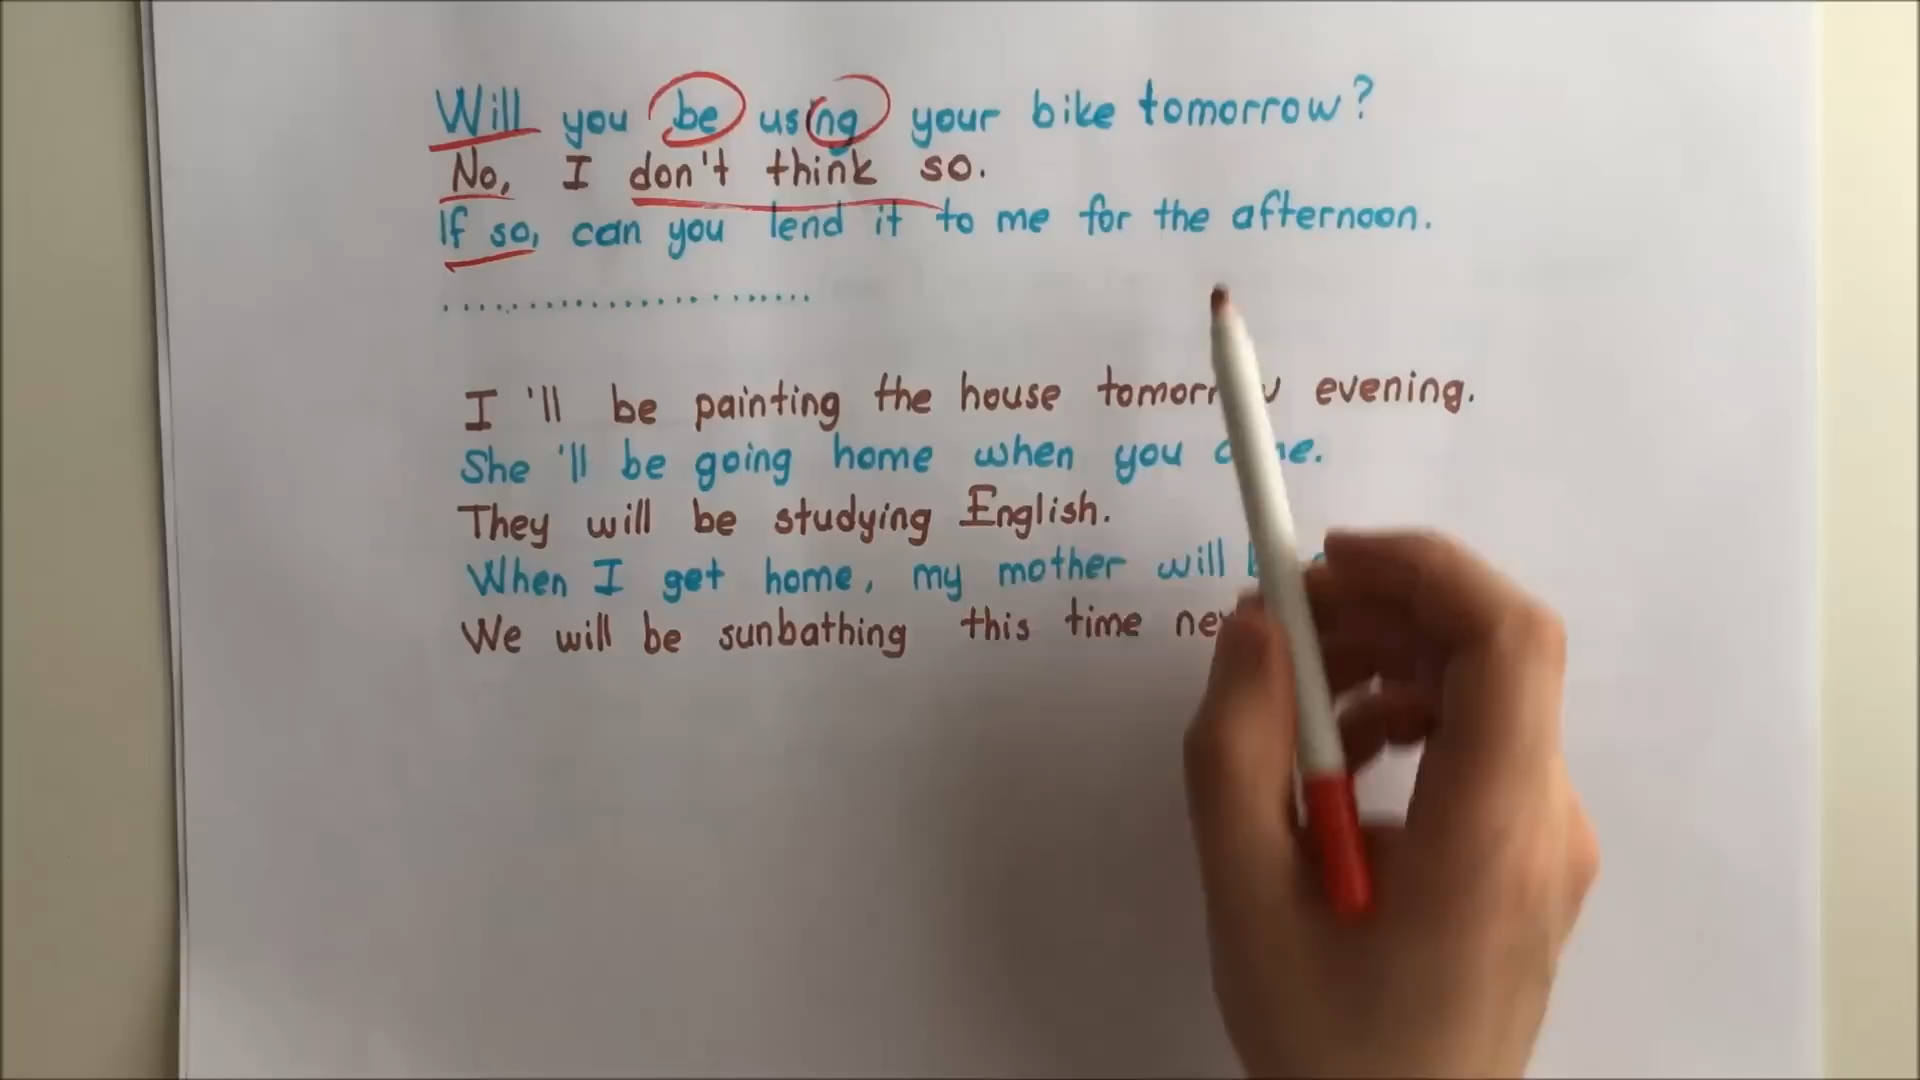 Will you be using your bike tomorrow?
No, I don't think so.
If so, can you lend it to me for the afternoon.
........................
I 'll be painting the house evening.
She 'll be going home when you
They will be studying English.
When I get home, my mother will
We will be sunbathing this time